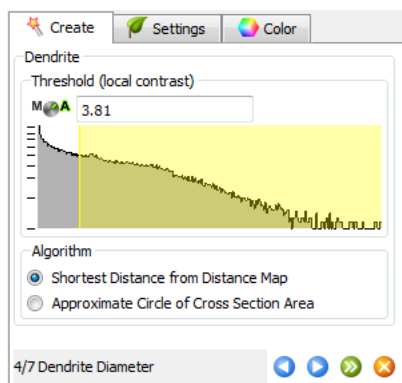 Create Settings Color
Dendrite
Threshold (local contrast)
M A 3.81
Algorithm
Shortest Distance from Distance Map
Approximate Circle of Cross Section Area
4/7 Dendrite Diameter